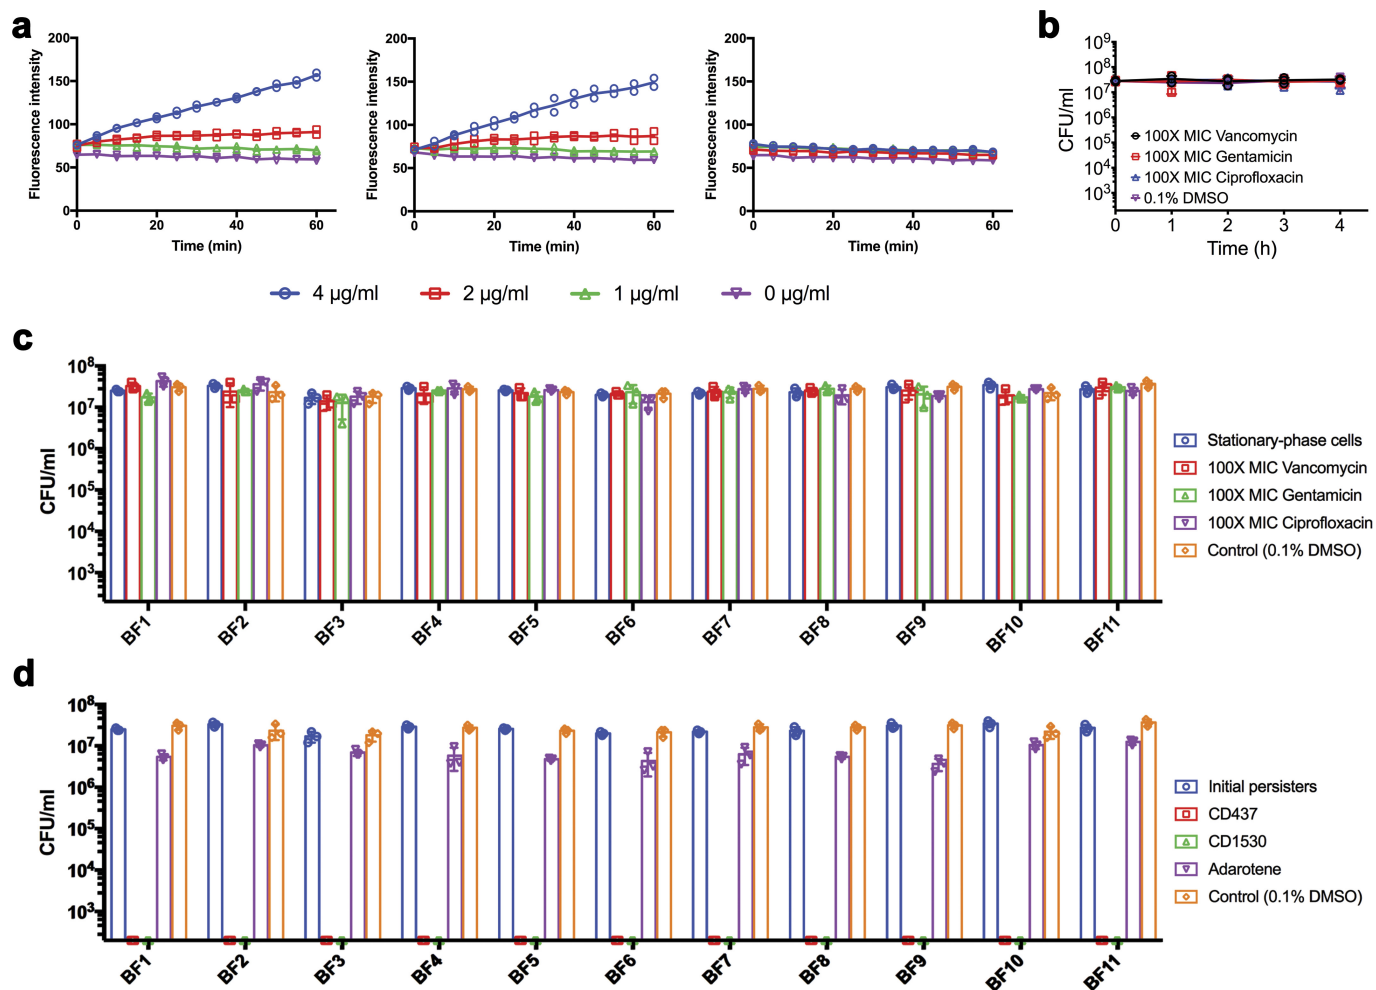 a
200
150
100
50
0
Fluorescence intensity
0 20 40 60
Time (min)
200
150
100
50
0
Fluorescence intensity
0 20 40 60
Time (min)
200
150
100
50
0
Fluorescence intensity
0 20 40 60
Time (min)
4 µg/ml 2 µg/ml 1 µg/ml 0 µg/ml
b
10⁹
10⁸
10⁷
10⁶
10⁵
10⁴
10³
CFU/ml
100X MIC Vancomycin
100X MIC Gentamicin
100X MIC Ciprofloxacin
0.1% DMSO
0 1 2 3 4
Time (h)
c
10⁸
10⁷
10⁶
10⁵
10⁴
10³
CFU/ml
BF1 BF2 BF3 BF4 BF5 BF6 BF7 BF8 BF9 BF10 BF11
Stationary-phase cells
100X MIC Vancomycin
100X MIC Gentamicin
100X MIC Ciprofloxacin
Control (0.1% DMSO)
d
10⁸
10⁷
10⁶
10⁵
10⁴
10³
CFU/ml
BF1 BF2 BF3 BF4 BF5 BF6 BF7 BF8 BF9 BF10 BF11
Initial persisters
CD437
CD1530
Adarotene
Control (0.1% DMSO)